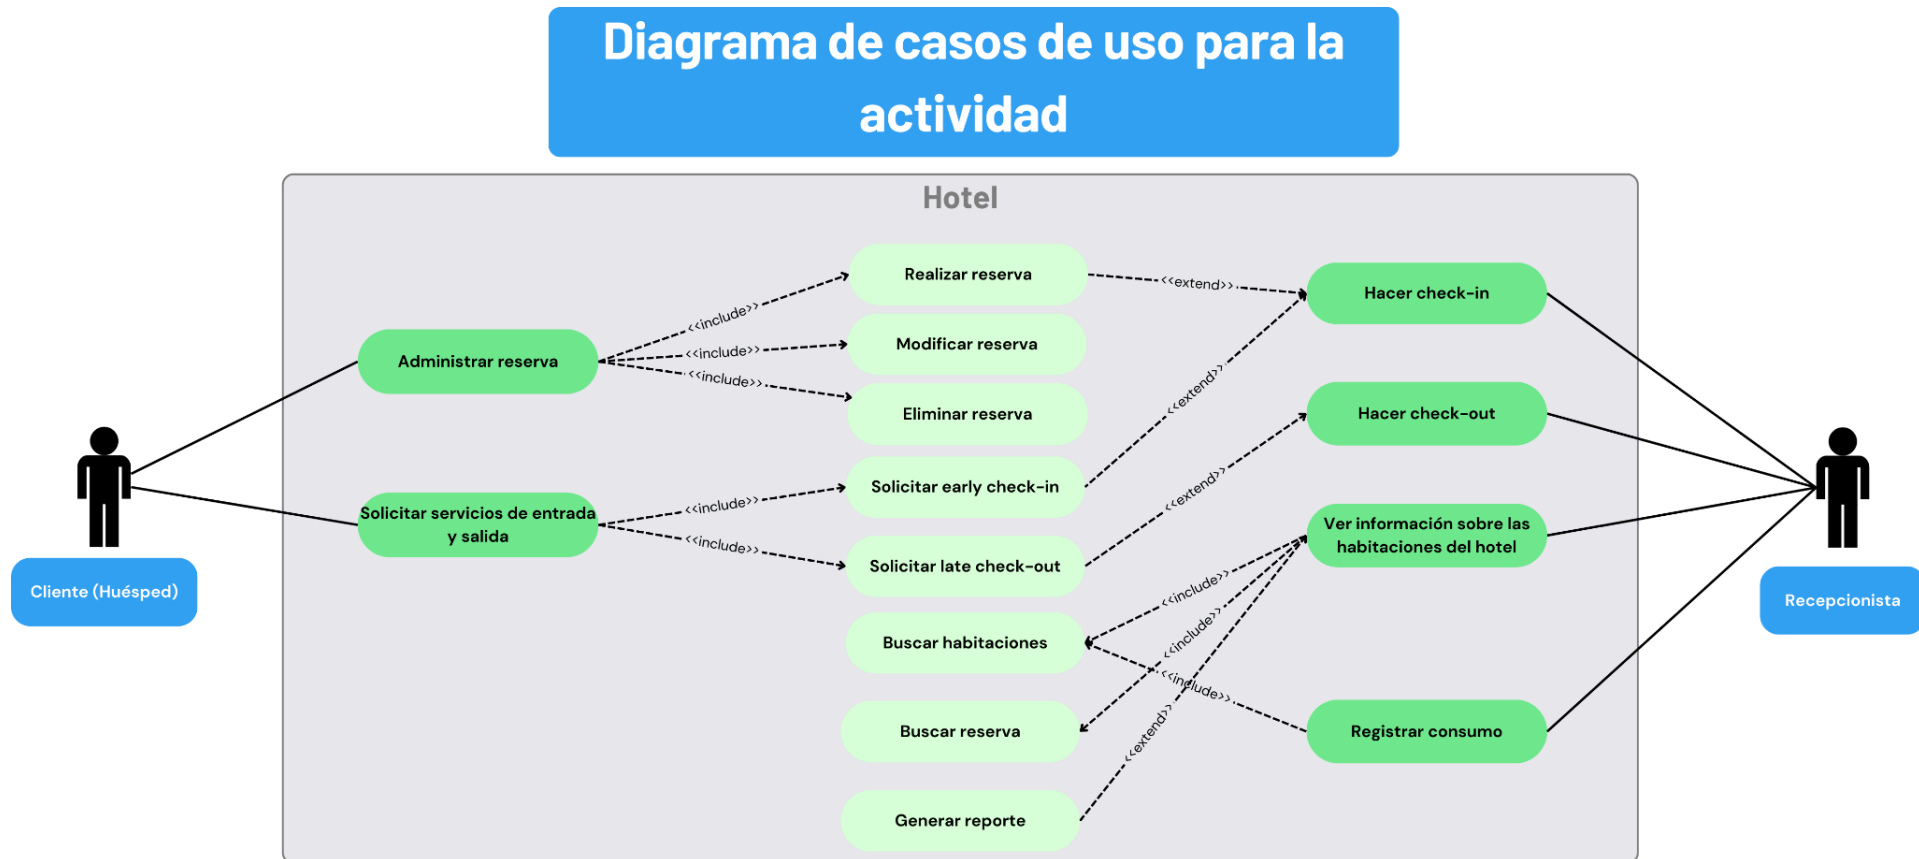 Diagrama de casos de uso para la
actividad
Hotel
Realizar reserva
<<extend>>
Hacer check-in
<<include>>
Modificar reserva
Administrar reserva
<<include>>
<<include>>
Eliminar reserva
<<extend>>
Hacer check-out
Solicitar early check-in
<<extend>>
Solicitar servicios de entrada
y salida
<<include>>
<<include>>
Ver información sobre las
habitaciones del hotel
Solicitar late check-out
Cliente (Huésped)
<<include>>
Recepcionista
<<include>>
Buscar habitaciones
<<include>>
Buscar reserva
<<extend>>
Registrar consumo
Generar reporte